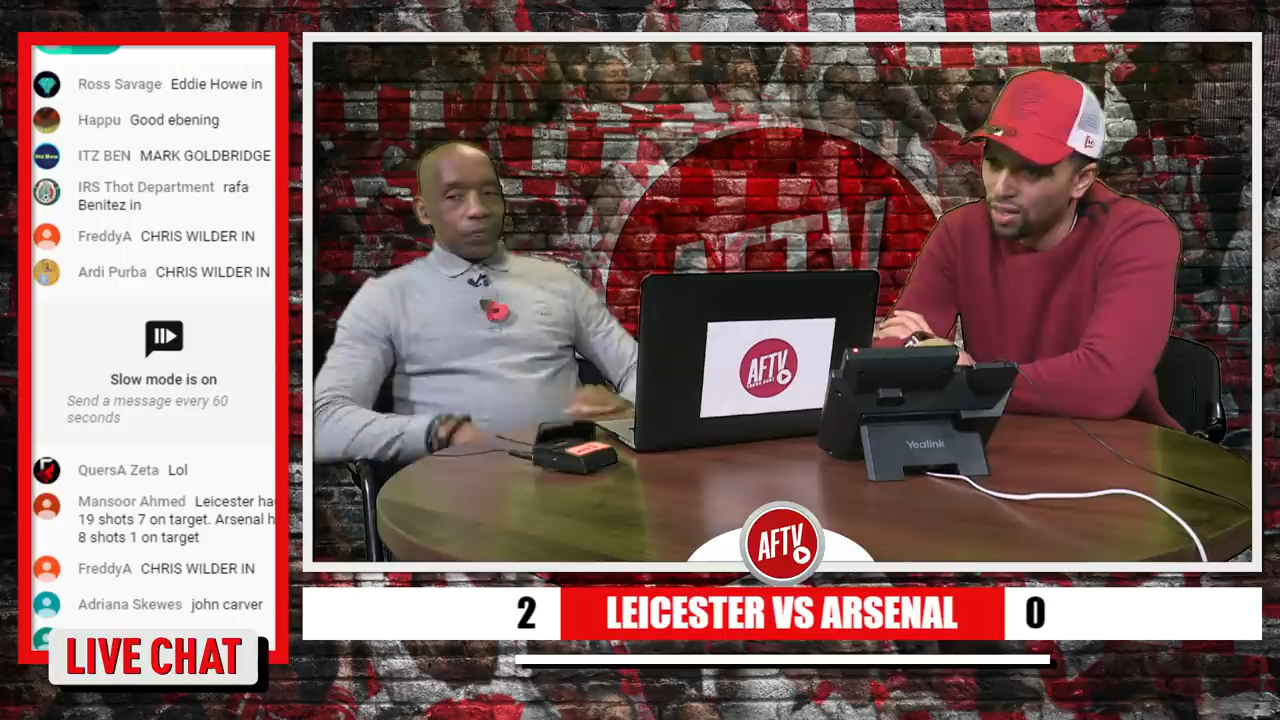 Ross Savage Eddie Howe in
Happu Good ebening
ITZ BEN MARK GOLDBRIDGE
IRS Thot Department rafa
Benitez in
FreddyA CHRIS WILDER IN
Ardi Purba CHRIS WILDER IN
Slow mode is on
Send a message every 60
seconds
QuersA Zeta Lol
Mansoor Ahmed Leicester ha
19 shots 7 on target. Arsenal h
8 shots 1 on target
FreddyA CHRIS WILDER IN
Adriana Skewes john carver
LIVE CHAT
AFTV
AFTV
Yealink
AFTV
2 LEICESTER VS ARSENAL 0